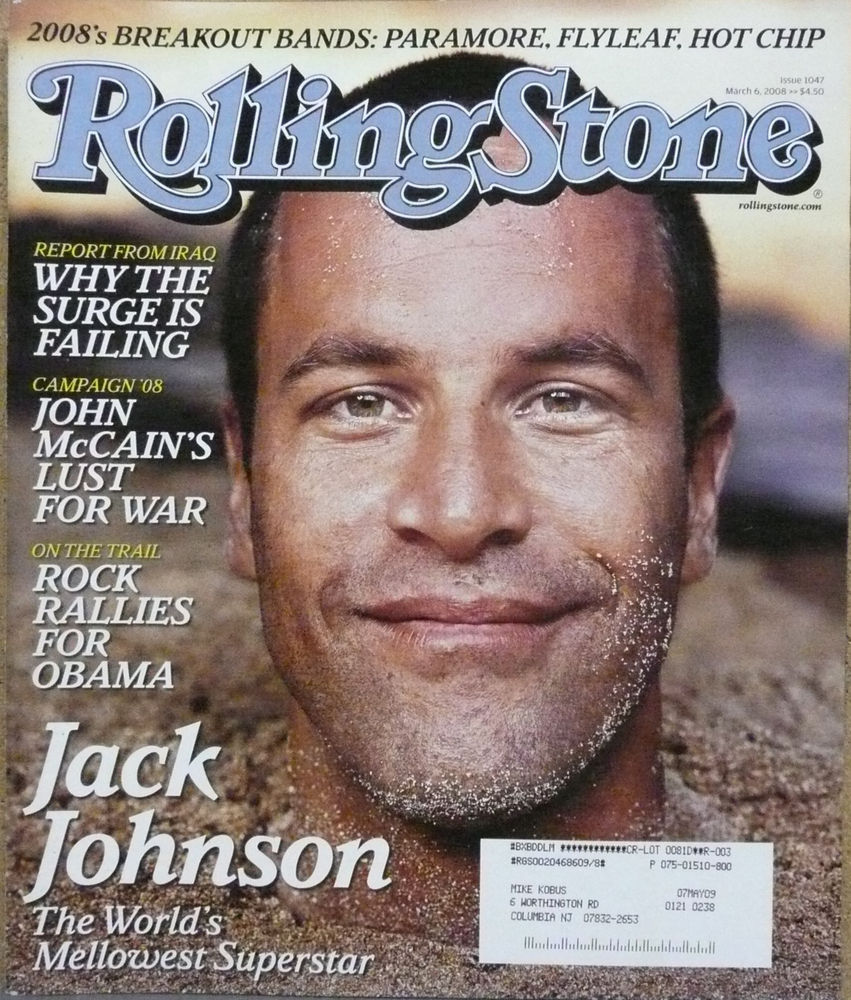 2008's BREAKOUT BANDS: PARAMORE, FLYLEAF, HOT CHIP
RollingStone
Issue 1047
March 6, 2008 >> $4.50
®
rollingstone.com
REPORT FROM IRAQ
WHY THE
SURGE IS
FAILING
CAMPAIGN '08
JOHN
McCAIN'S
LUST
FOR WAR
ON THE TRAIL
ROCK
RALLIES
FOR
OBAMA
Jack
Johnson
The World's
Mellowest Superstar
#BXBDDLM ************CR-LOT 0081D**R-003
#RGS0020468609/8# P 075-01510-800
MIKE KOBUS 07MAY09
6 WORTHINGTON RD 0121 0238
COLUMBIA NJ 07832-2653